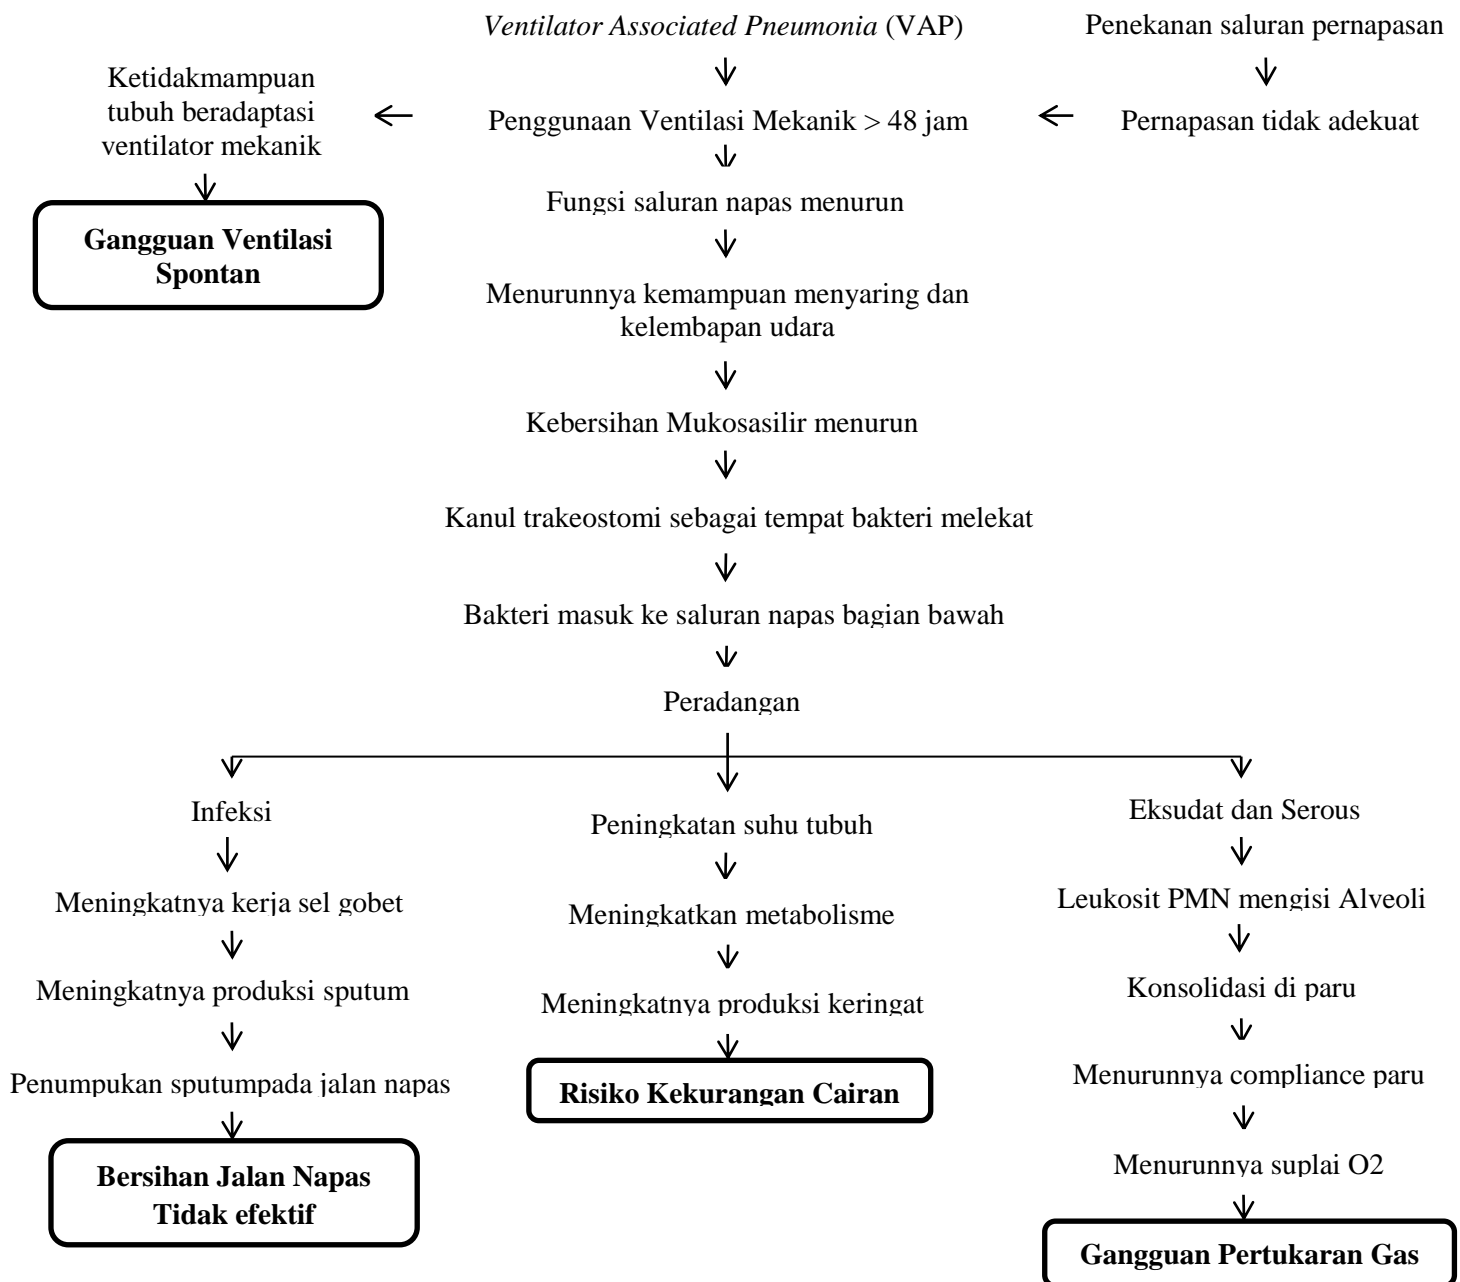 Ventilator Associated Pneumonia (VAP)
Penekanan saluran pernapasan
Ketidakmampuan
tubuh beradaptasi
ventilator mekanik
Penggunaan Ventilasi Mekanik > 48 jam
Pernapasan tidak adekuat
Gangguan Ventilasi
Spontan
Fungsi saluran napas menurun
Menurunnya kemampuan menyaring dan
kelembapan udara
Kebersihan Mukosasilir menurun
Kanul trakeostomi sebagai tempat bakteri melekat
Bakteri masuk ke saluran napas bagian bawah
Peradangan
Infeksi
Meningkatnya kerja sel gobet
Meningkatnya produksi sputum
Penumpukan sputumpada jalan napas
Bersihan Jalan Napas
Tidak efektif
Peningkatan suhu tubuh
Meningkatkan metabolisme
Meningkatnya produksi keringat
Risiko Kekurangan Cairan
Eksudat dan Serous
Leukosit PMN mengisi Alveoli
Konsolidasi di paru
Menurunnya compliance paru
Menurunnya suplai O2
Gangguan Pertukaran Gas